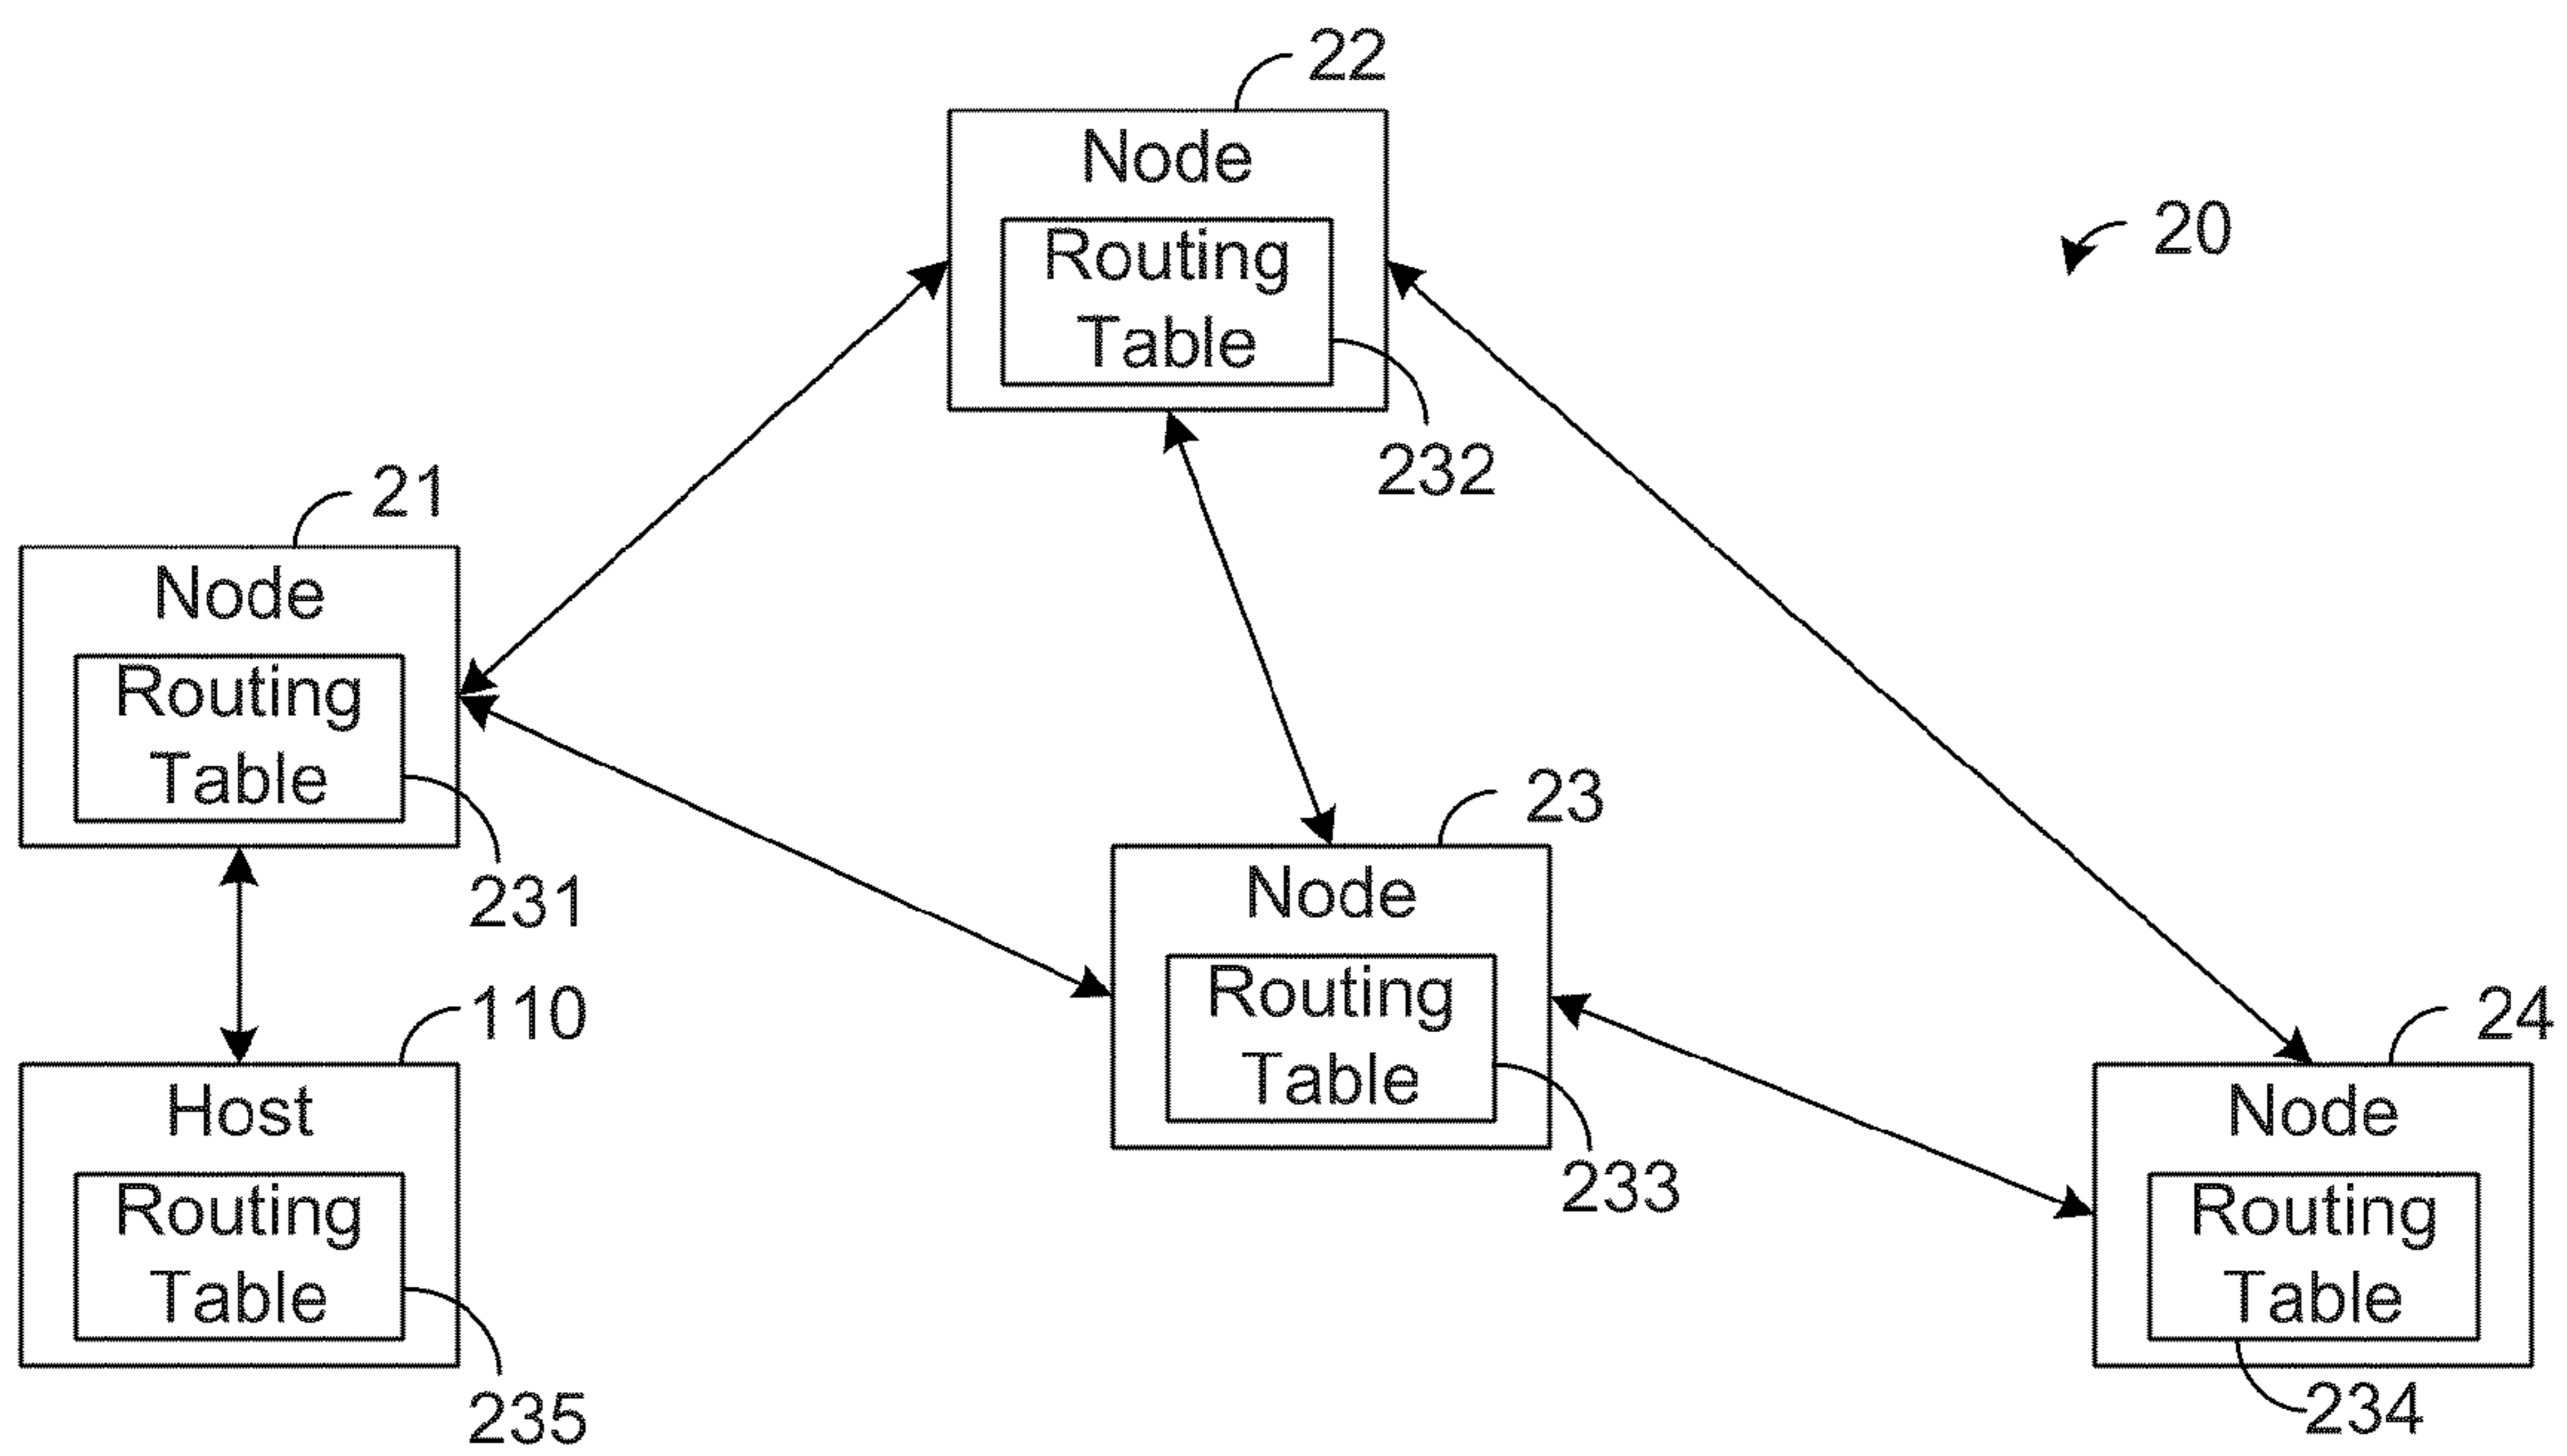 22
Node
Routing
Table
232
20
21
Node
Routing
Table
231
23
Node
Routing
Table
233
110
Host
Routing
Table
235
24
Node
Routing
Table
234